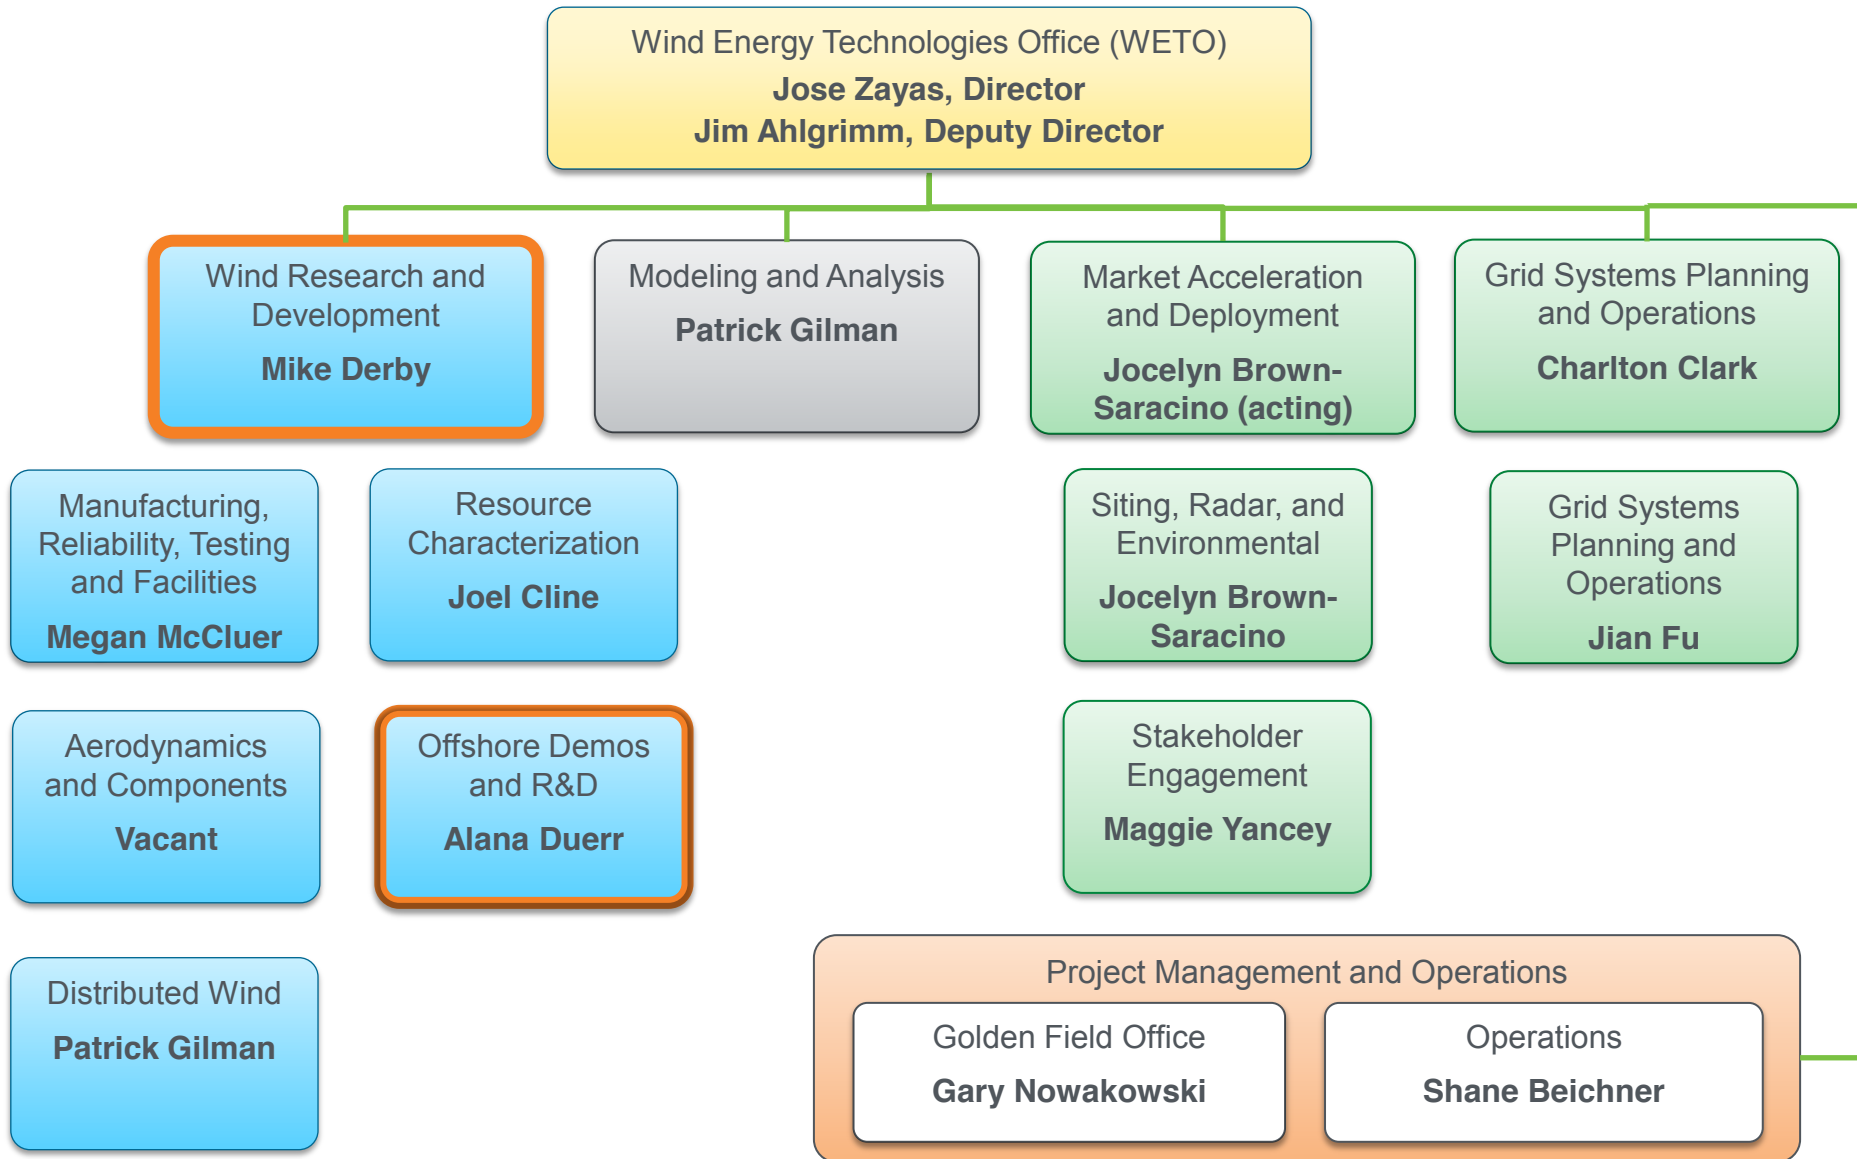 Wind Energy Technologies Office (WETO)
Jose Zayas, Director
Jim Ahlgrimm, Deputy Director
Wind Research and
Development
Mike Derby
Modeling and Analysis
Patrick Gilman
Market Acceleration
and Deployment
Jocelyn Brown-
Saracino (acting)
Grid Systems Planning
and Operations
Charlton Clark
Manufacturing,
Reliability, Testing
and Facilities
Megan McCluer
Resource
Characterization
Joel Cline
Siting, Radar, and
Environmental
Jocelyn Brown-
Saracino
Grid Systems
Planning and
Operations
Jian Fu
Aerodynamics
and Components
Vacant
Offshore Demos
and R&D
Alana Duerr
Stakeholder
Engagement
Maggie Yancey
Distributed Wind
Patrick Gilman
Project Management and Operations
Golden Field Office
Gary Nowakowski
Operations
Shane Beichner